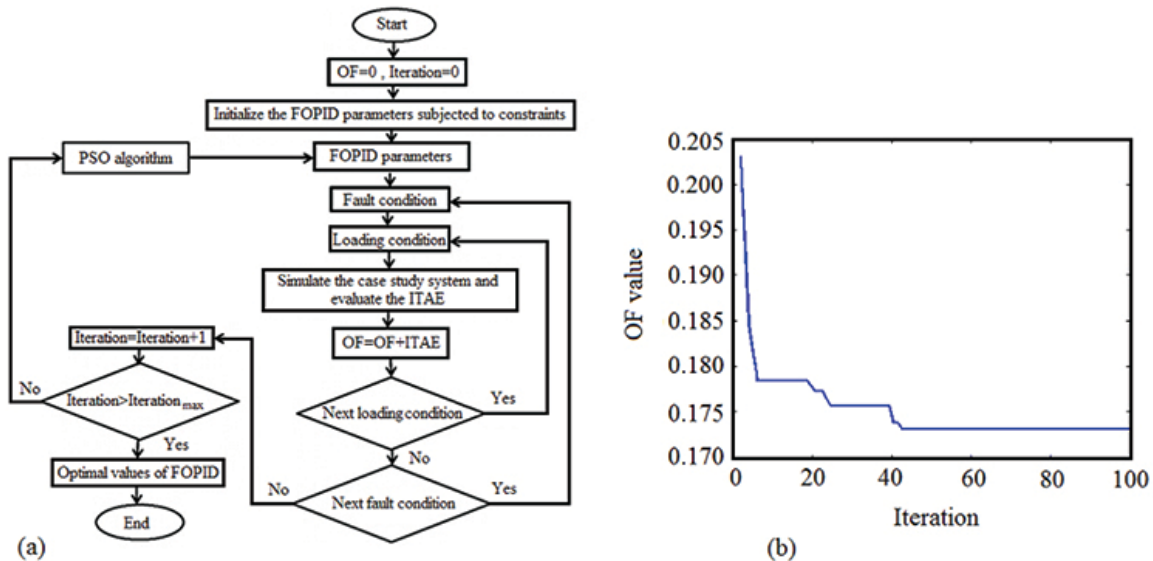 Start
OF=0 , Iteration=0
Initialize the FOPID parameters subjected to constraints
PSO algorithm
FOPID parameters
Fault condition
Loading condition
Simulate the case study system and
evaluate the ITAE
Iteration=Iteration+1
OF=OF+ITAE
No
Iteration>Iteration max
Next loading condition
Yes
Yes
No
Optimal values of FOPID
No
Next fault condition
Yes
End
(a)
0.205
0.200
0.195
0.190
0.185
0.180
0.175
0.170
OF value
0 20 40 60 80 100
Iteration
(b)